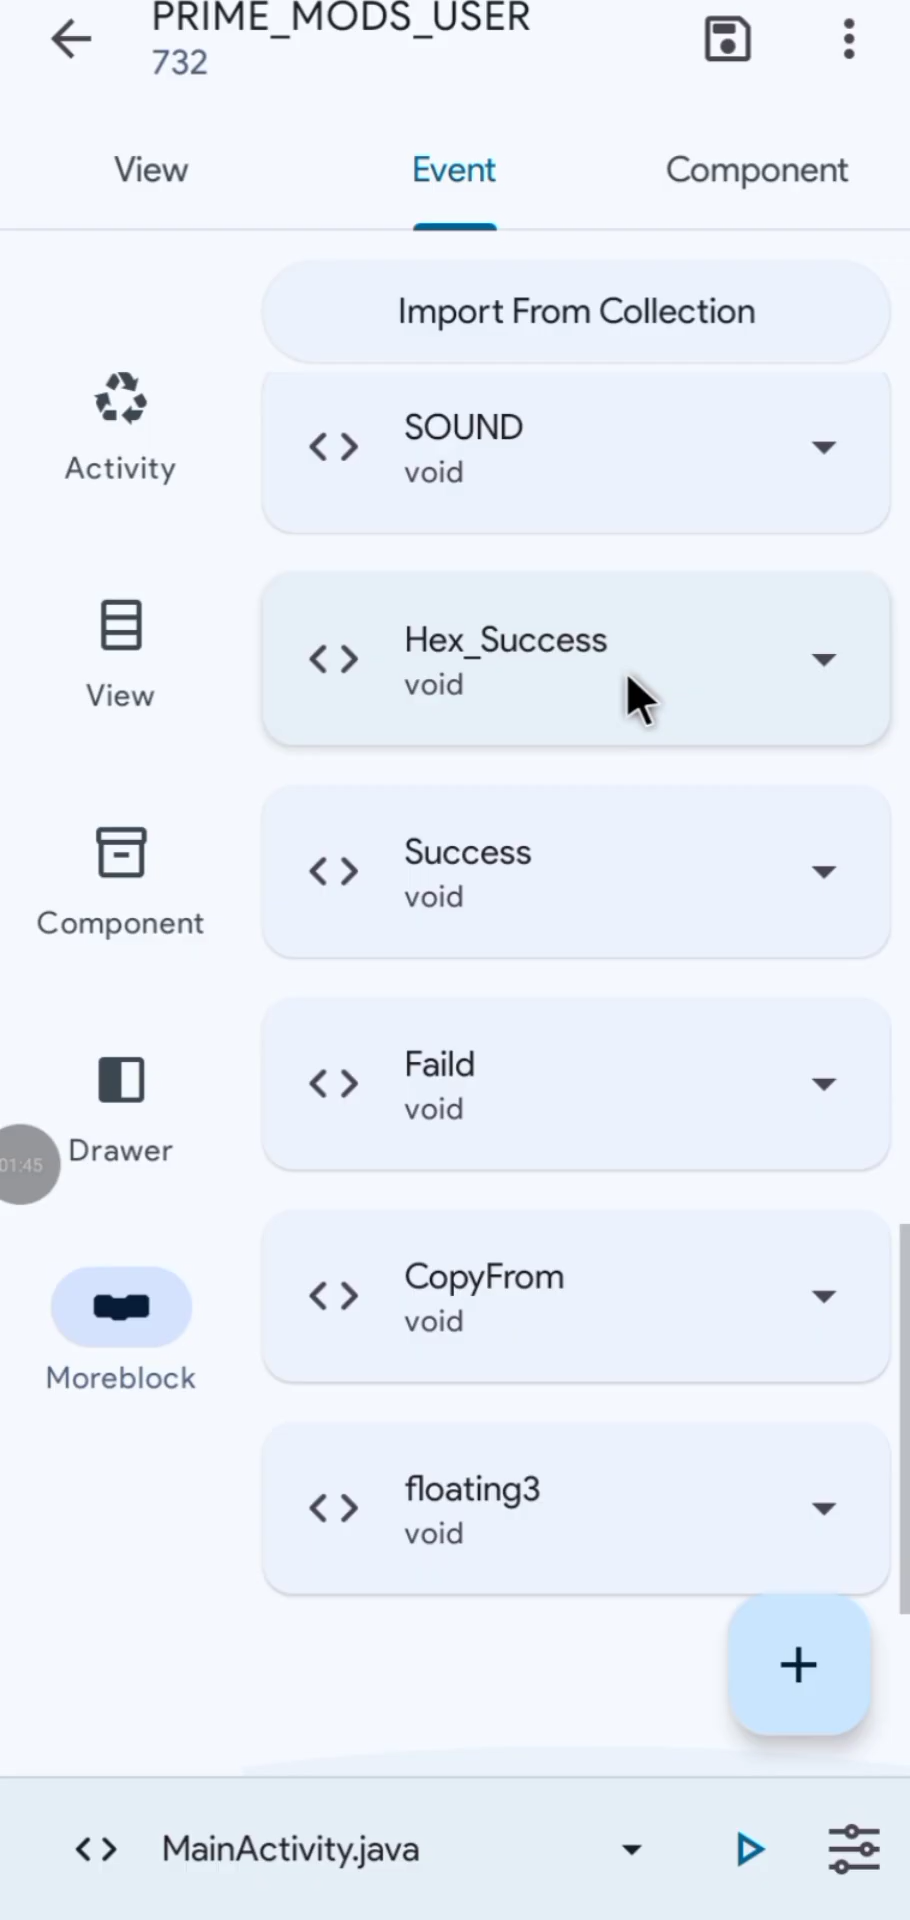 PRIME_MODS_USER
732
View
Event
Component
Import From Collection
Activity
SOUND
void
View
Hex_Success
void
Component
Success
void
Drawer
Faild
void
01:45
Moreblock
CopyFrom
void
floating3
void
MainActivity.java